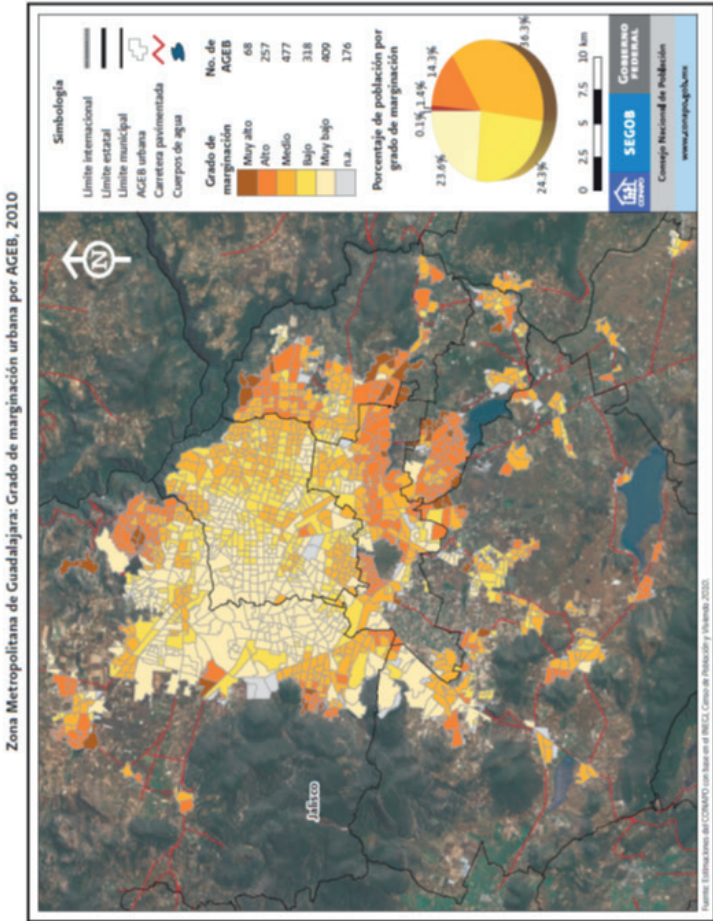 Zona Metropolitana de Guadalajara: Grado de marginación urbana por AGEB, 2010
N
Jalisco
Simbología
Límite internacional
Límite estatal
Límite municipal
AGEB urbana
Carretera pavimentada
Cuerpos de agua
Grado de marginación No. de AGEB
Muy alto 68
Alto 257
Medio 477
Bajo 318
Muy bajo 409
n.a. 176
Porcentaje de población por
grado de marginación
0.1% 1.4%
14.3%
36.3%
24.3%
23.6%
0 2.5 5 7.5 10 km
CONAPO
SEGOB
GOBIERNO
FEDERAL
Consejo Nacional de Población
www.conapo.gob.mx
Fuente: Estimaciones del CONAPO con base en el INEGI, Censo de Población y Vivienda 2010.